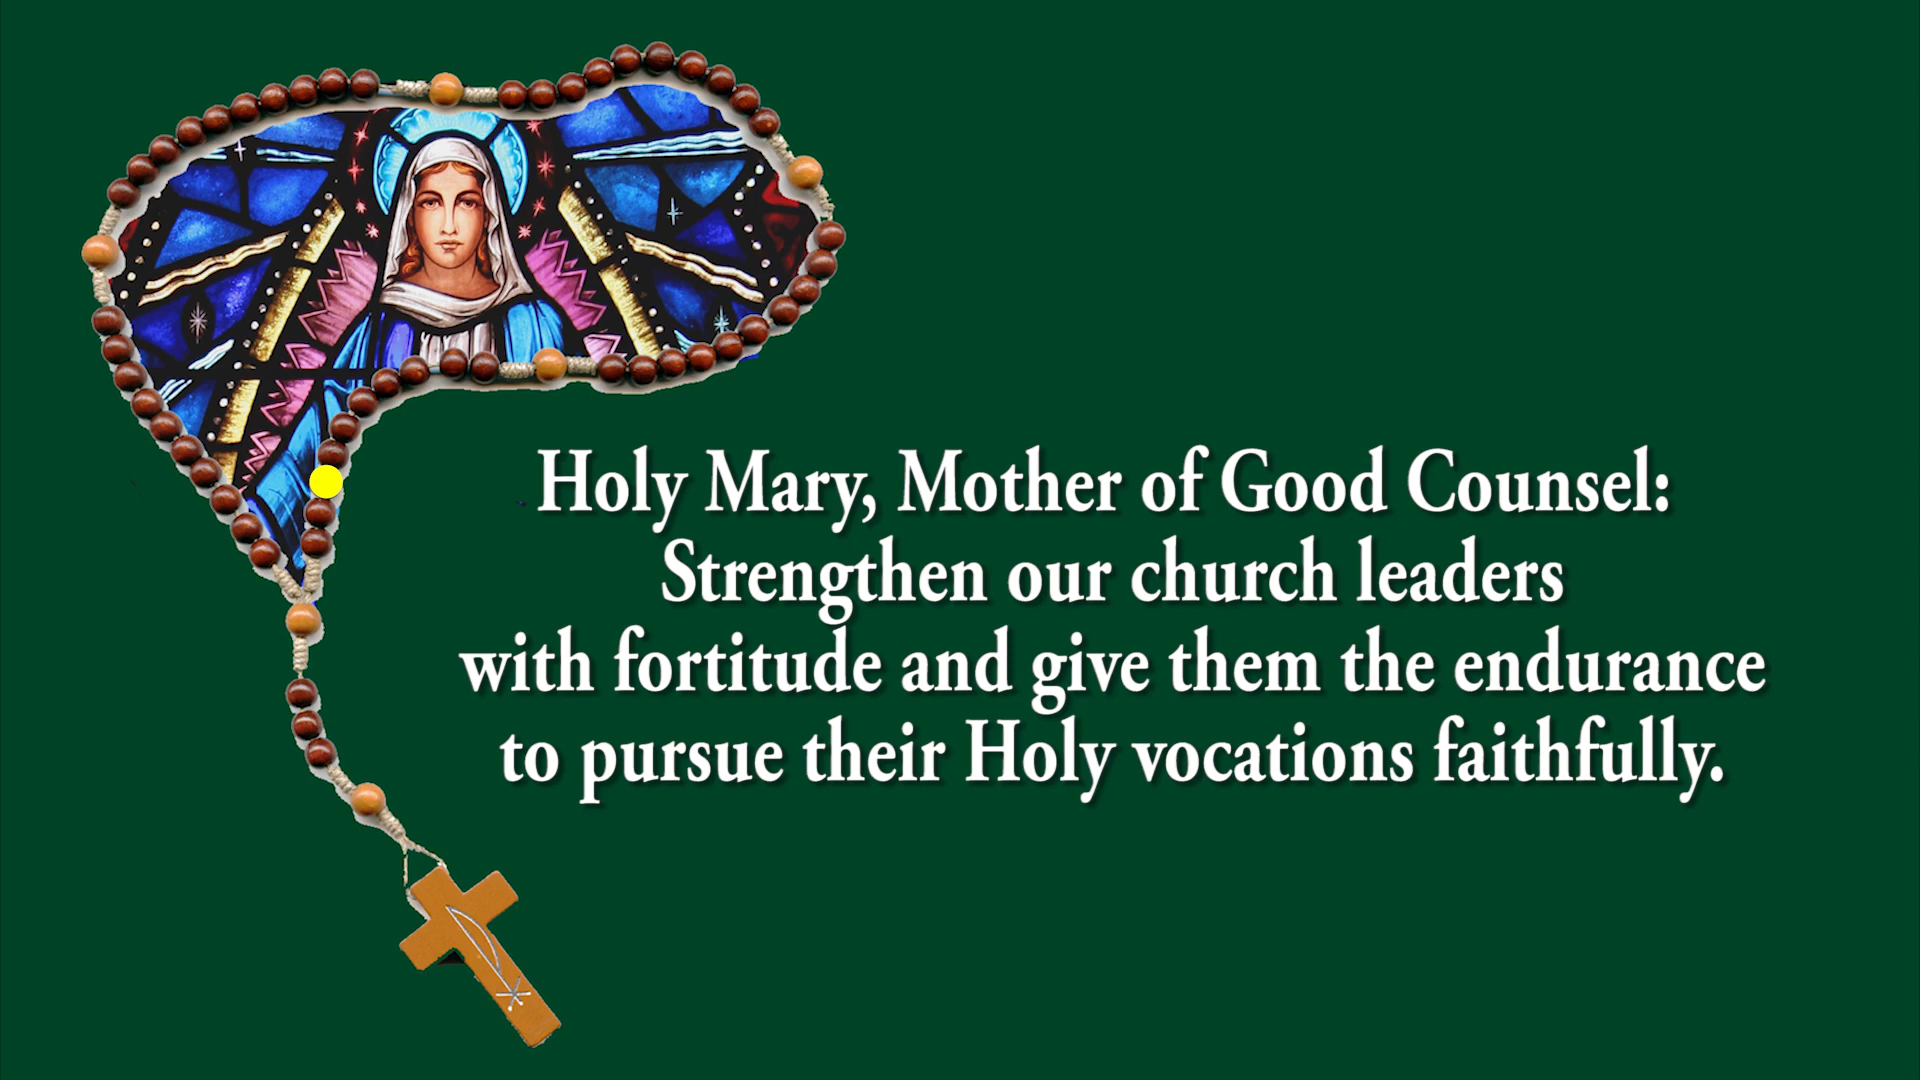 Holy Mary, Mother of Good Counsel:
Strengthen our church leaders
with fortitude and give them the endurance
to pursue their Holy vocations faithfully.